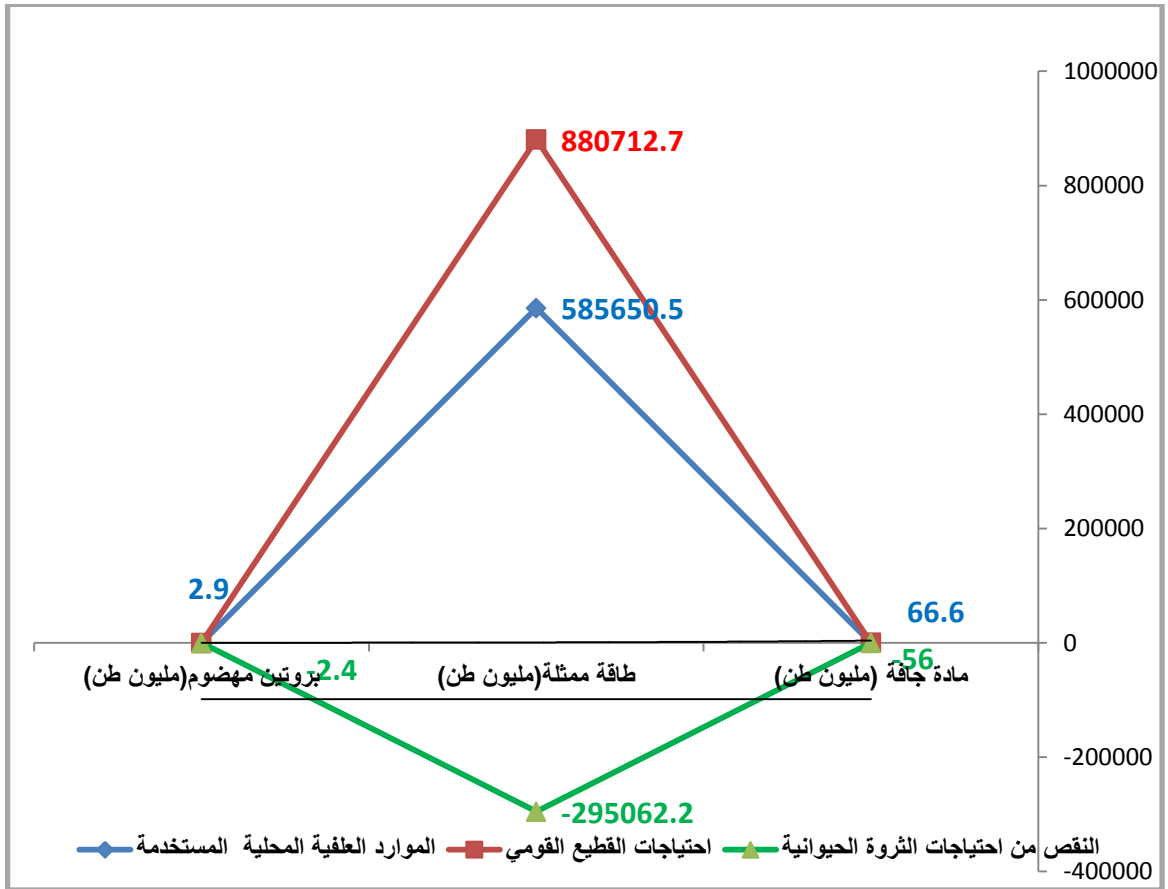 1000000
880712.7
800000
585650.5
600000
400000
200000
66.6
2.9
0
-56
مادة جافة (مليون طن)
طاقة ممثلة(مليون طن)
بروتين مهضوم(مليون طن)
-2.4
-200000
-295062.2
النقص من احتياجات الثروة الحيوانية
احتياجات القطيع القومي
الموارد العلفية المحلية المستخدمة
-400000